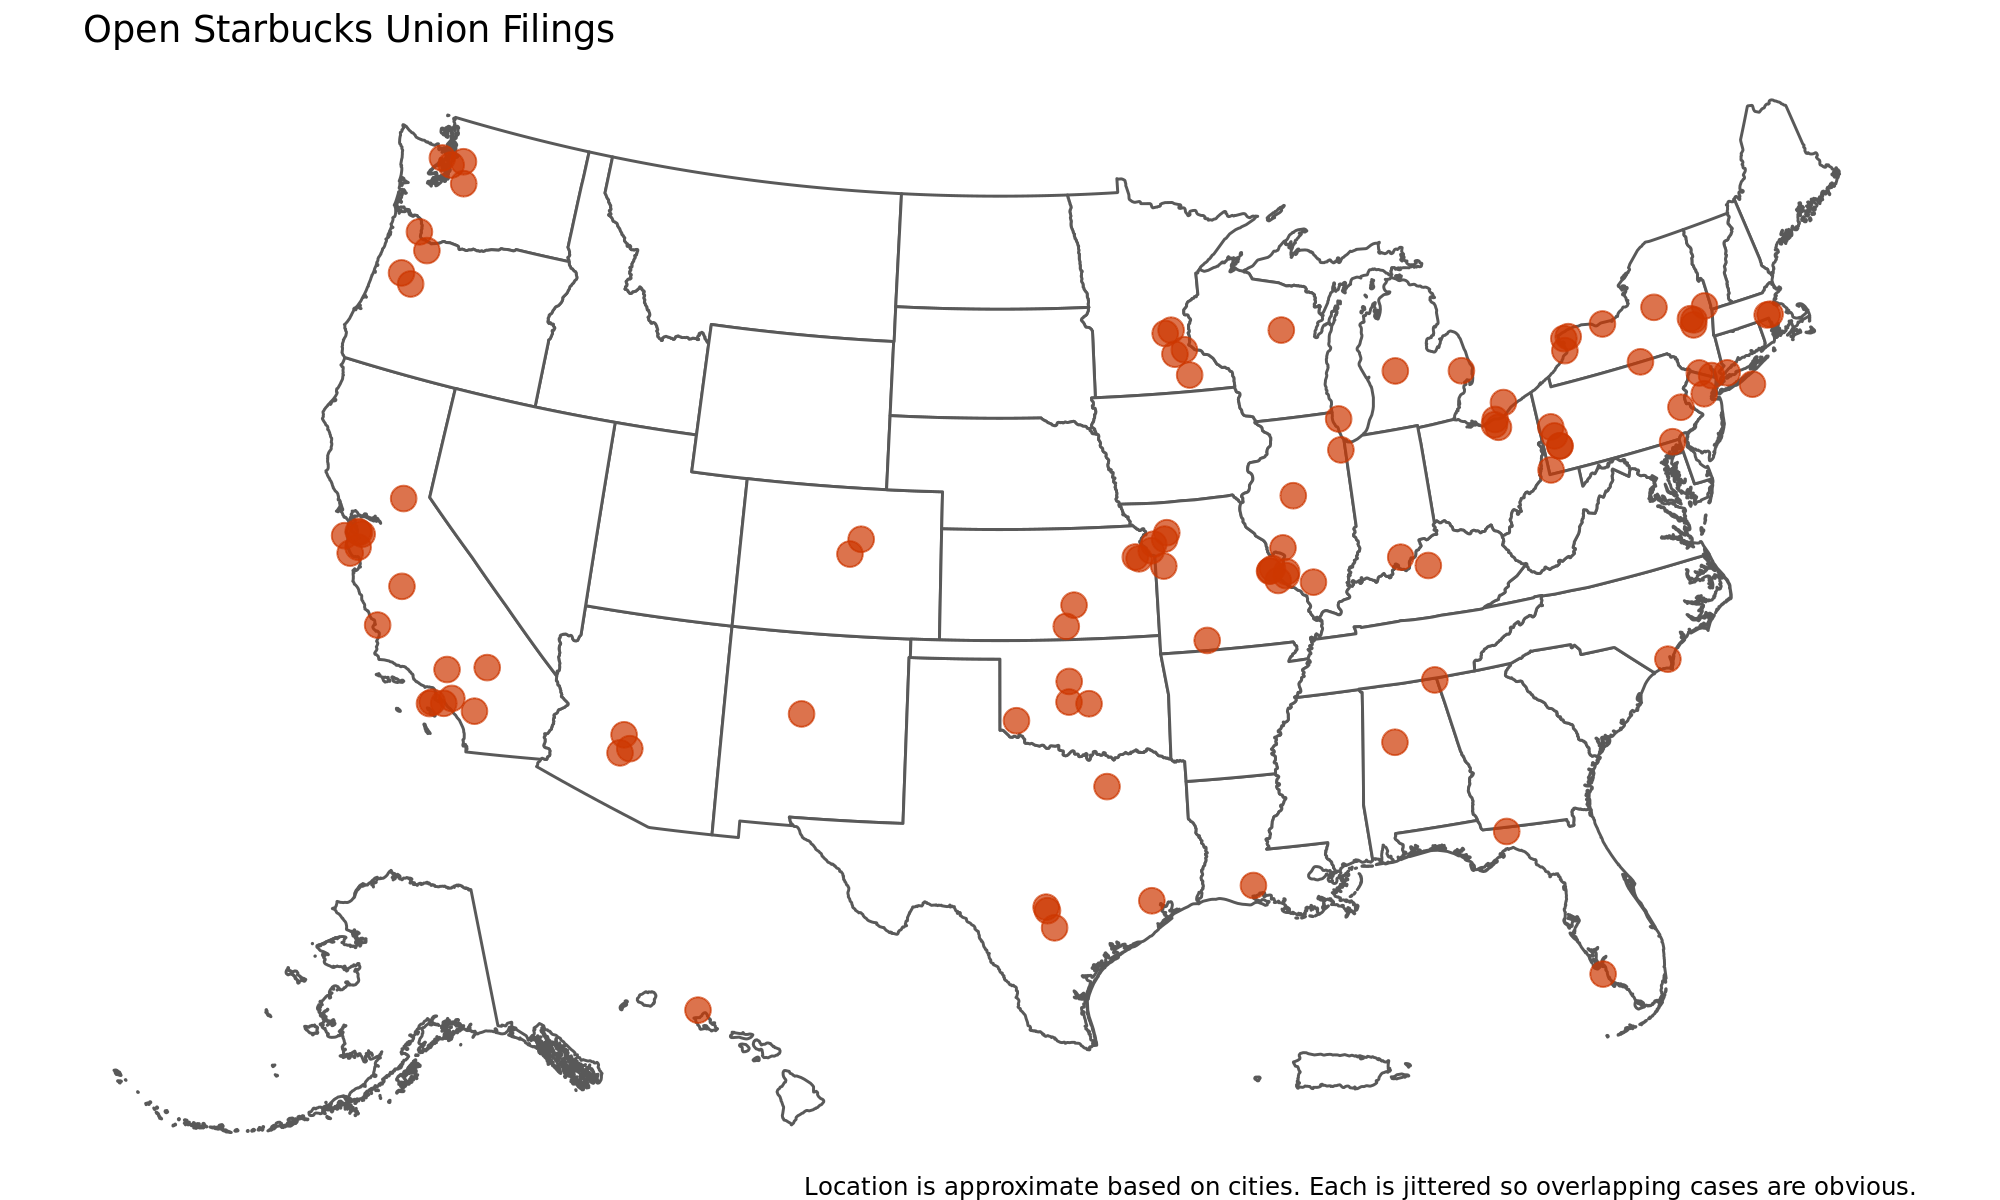 Open Starbucks Union Filings
Location is approximate based on cities. Each is jittered so overlapping cases are obvious.